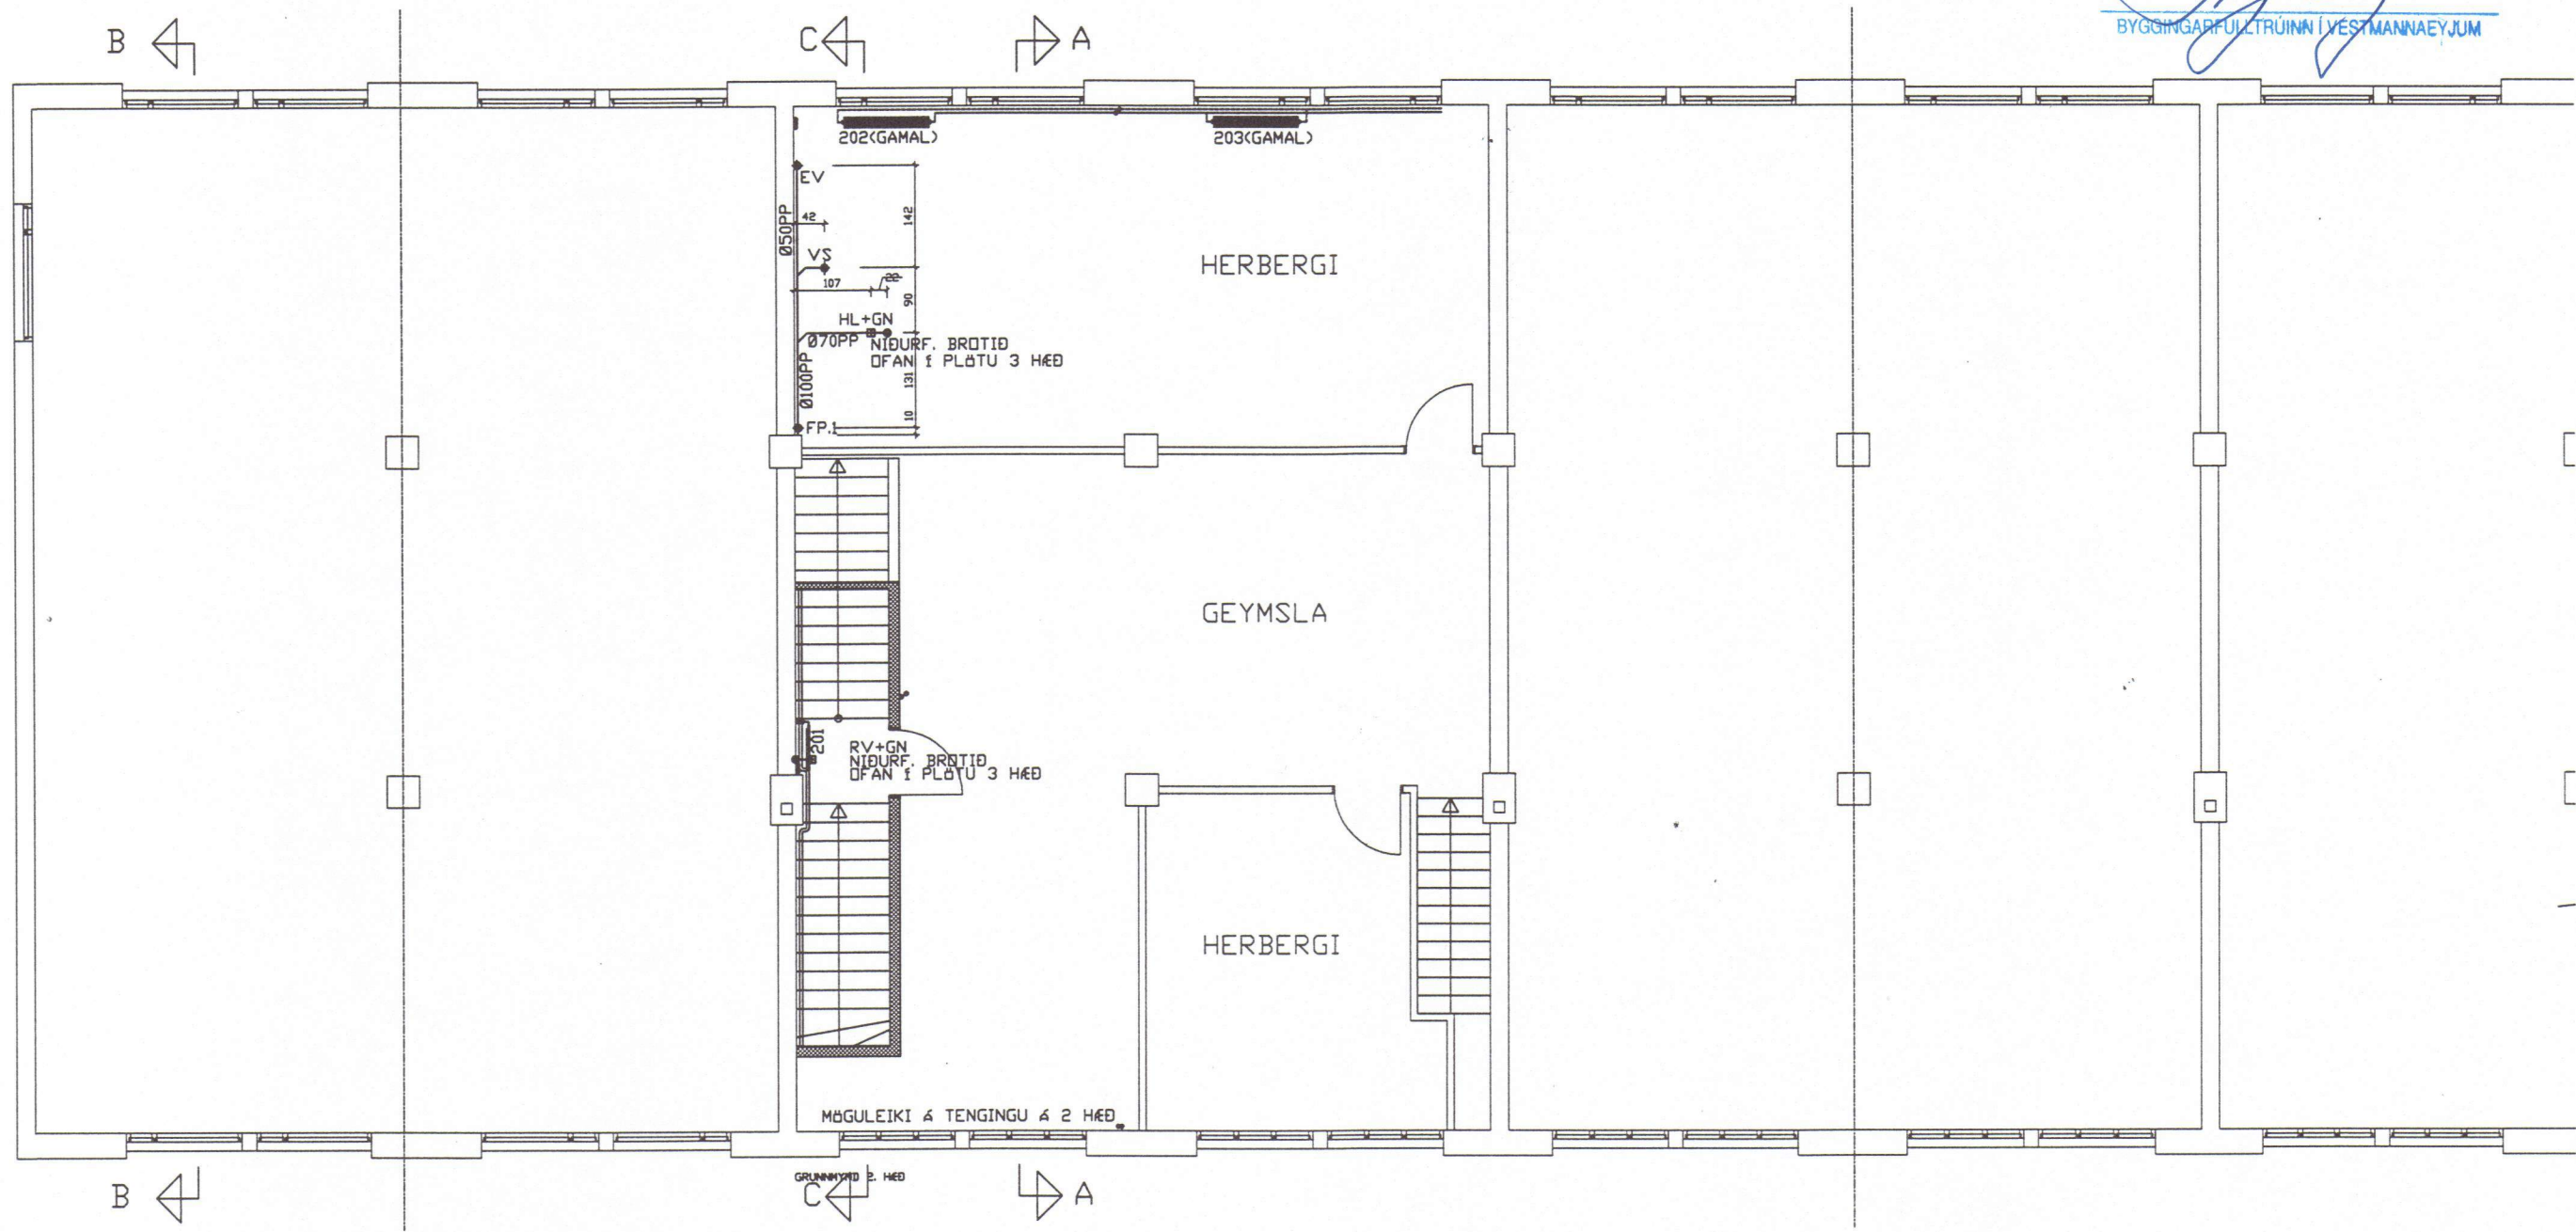 BYGGINGARFULLTRÚINN Í VESTMANNAEYJUM
B
C
A
202(GAMAL)
203(GAMAL)
EV
42
142
Ø50PP
VS
107
90
HERBERGI
HL+GN
Ø70PP
NIÐURF. BROTIÐ
OFAN Í PLÖTU 3 HÆÐ
Ø100PP
131
10
FP.1
GEYMSLA
201
RV+GN
NIÐURF. BROTIÐ
OFAN Í PLÖTU 3 HÆÐ
HERBERGI
MÖGULEIKI Á TENGINGU Á 2 HÆÐ
GRUNNMYND 2. HÆÐ
B
C
A